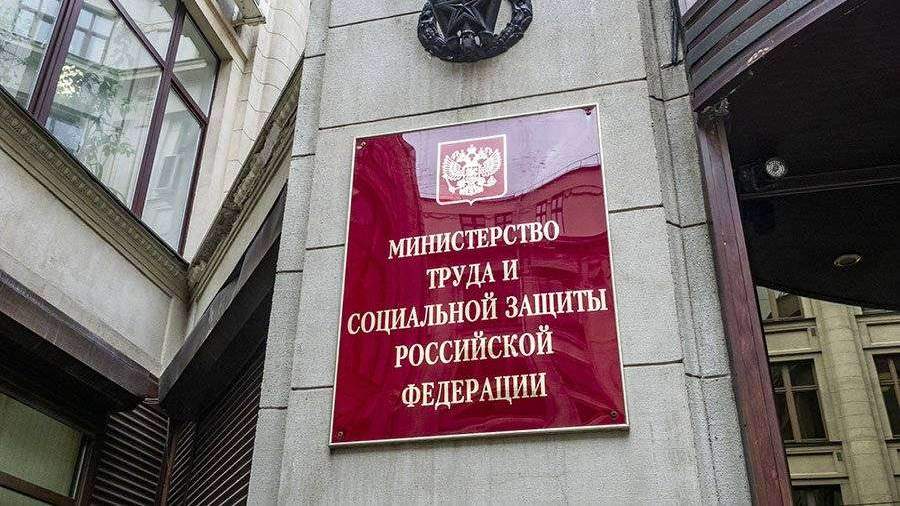 МИНИСТЕРСТВО
ТРУДА И
СОЦИАЛЬНОЙ ЗАЩИТЫ
РОССИЙСКОЙ
ФЕДЕРАЦИИ